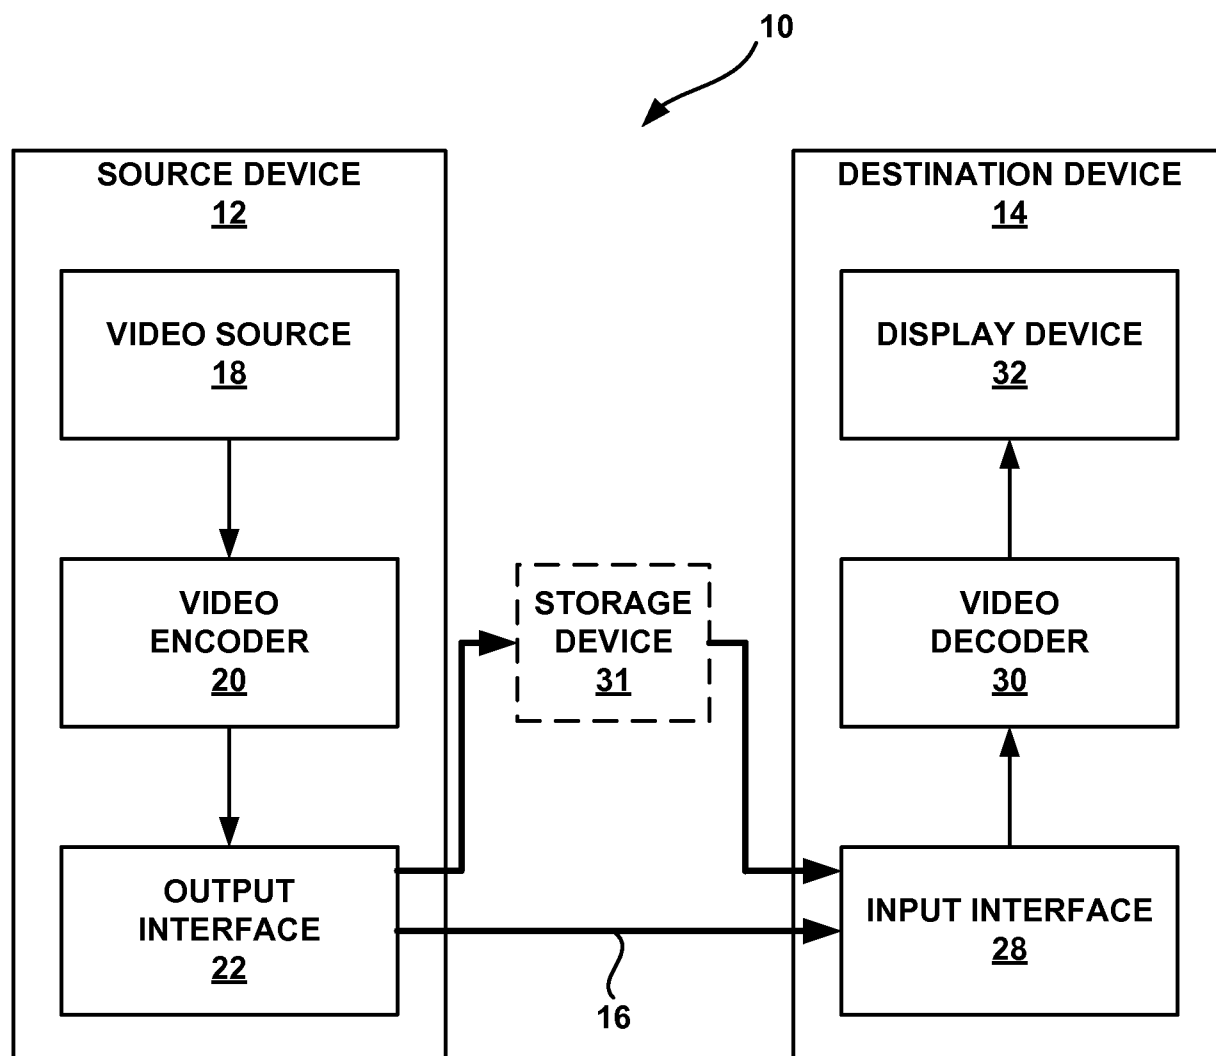 10
SOURCE DEVICE
12
VIDEO SOURCE
18
VIDEO
ENCODER
20
OUTPUT
INTERFACE
22
STORAGE
DEVICE
31
16
DESTINATION DEVICE
14
DISPLAY DEVICE
32
VIDEO
DECODER
30
INPUT INTERFACE
28